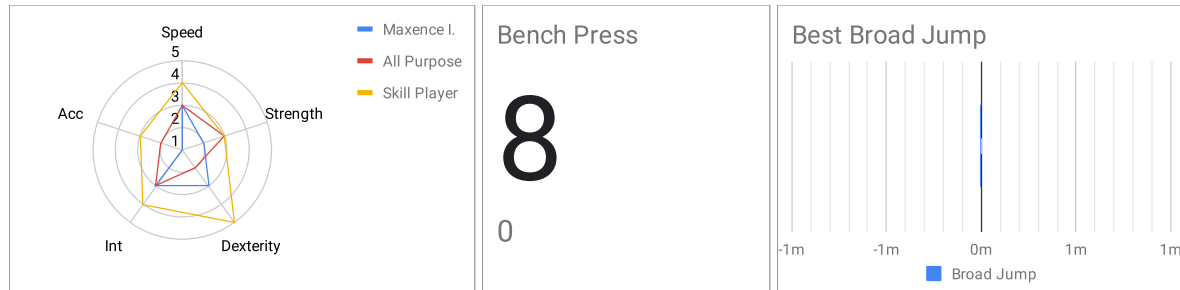 Speed
5
4
3
2
1
Acc
Strength
Int
Dexterity
Maxence I.
All Purpose
Skill Player
Bench Press
8
0
Best Broad Jump
-1m -1m 0m 1m 1m
Broad Jump